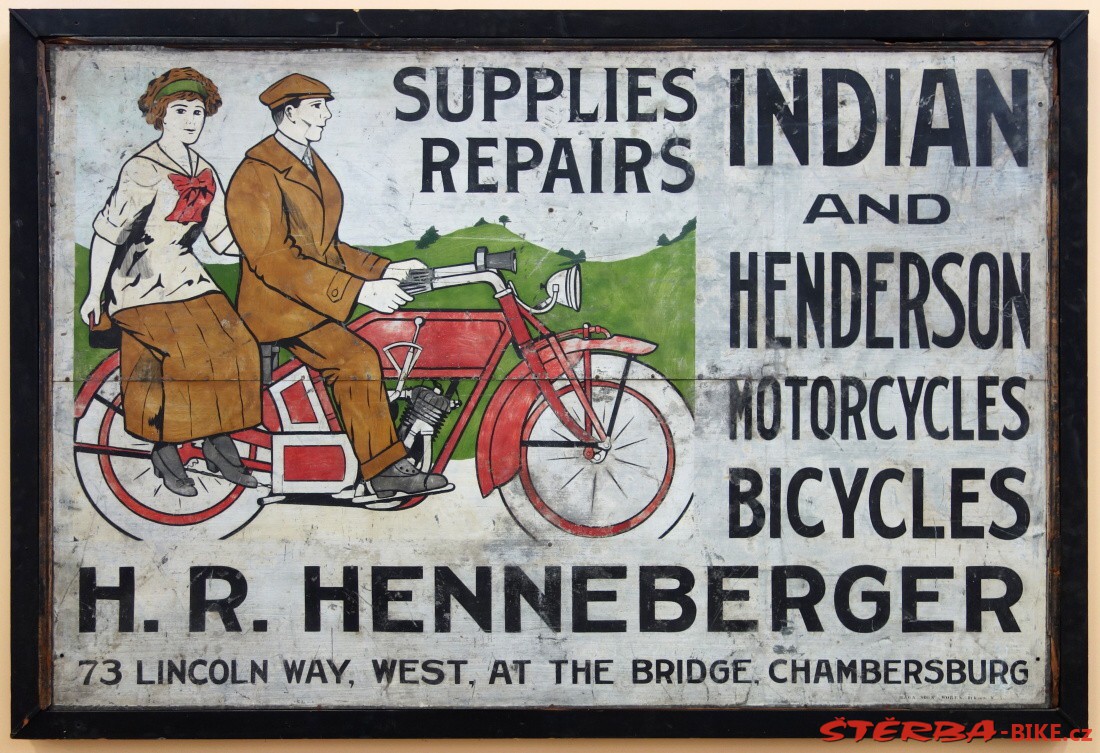 SUPPLIES
REPAIRS
INDIAN
AND
HENDERSON
MOTORCYCLES
BICYCLES
H. R. HENNEBERGER
73 LINCOLN WAY, WEST, AT THE BRIDGE, CHAMBERSBURG
ŠTĚRBA-BIKE.cz